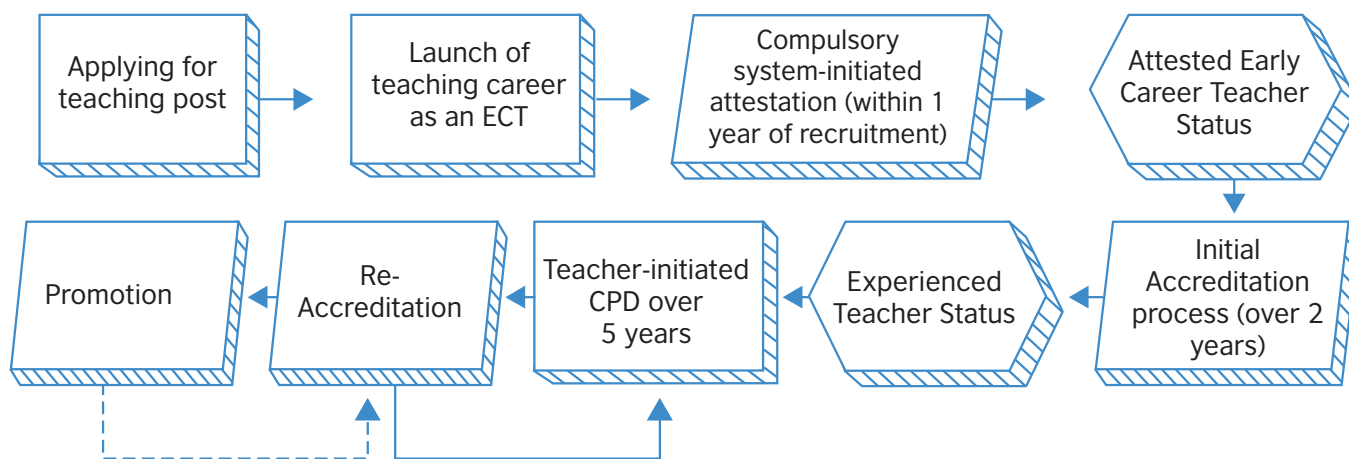 Applying for
teaching post
Launch of
teaching career
as an ECT
Compulsory
system-initiated
attestation (within 1
year of recruitment)
Attested Early
Career Teacher
Status
Initial
Accreditation
process (over 2
years)
Experienced
Teacher Status
Teacher-initiated
CPD over
5 years
Re-
Accreditation
Promotion